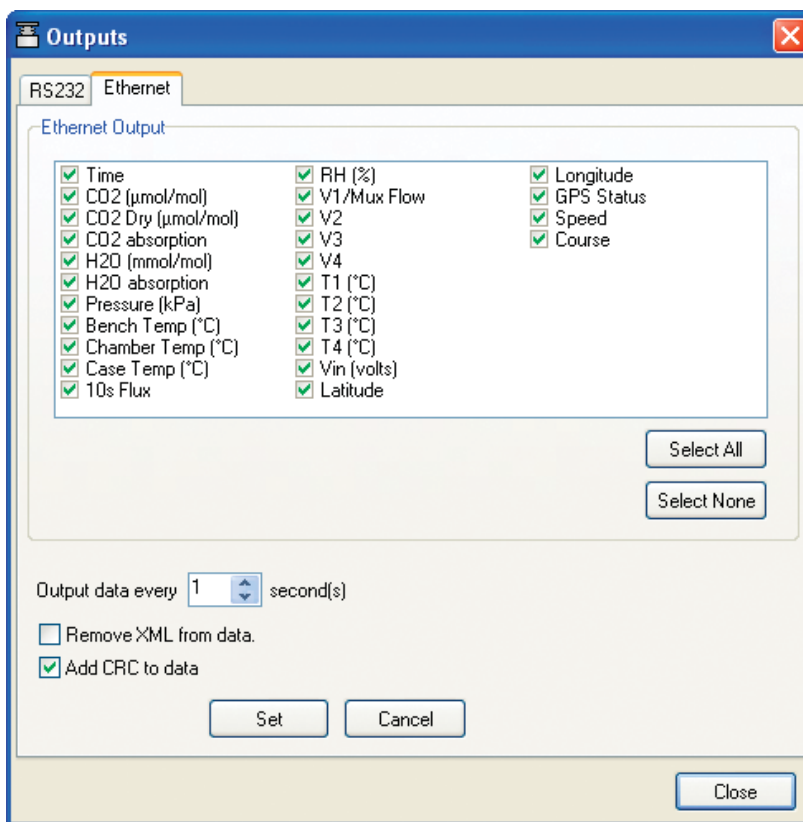 Outputs
RS232
Ethernet
Ethernet Output
Time
CO2 (µmol/mol)
CO2 Dry (µmol/mol)
CO2 absorption
H2O (mmol/mol)
H2O absorption
Pressure (kPa)
Bench Temp (°C)
Chamber Temp (°C)
Case Temp (°C)
10s Flux
RH (%)
V1/Mux Flow
V2
V3
V4
T1 (°C)
T2 (°C)
T3 (°C)
T4 (°C)
Vin (volts)
Latitude
Longitude
GPS Status
Speed
Course
Select All
Select None
Output data every 1 second(s)
Remove XML from data.
Add CRC to data
Set
Cancel
Close